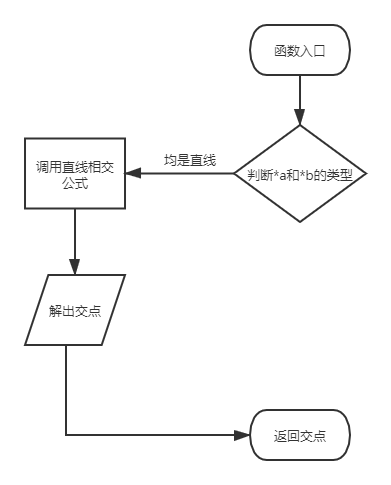 函数入口
判断*a和*b的类型
均是直线
调用直线相交
公式
解出交点
返回交点